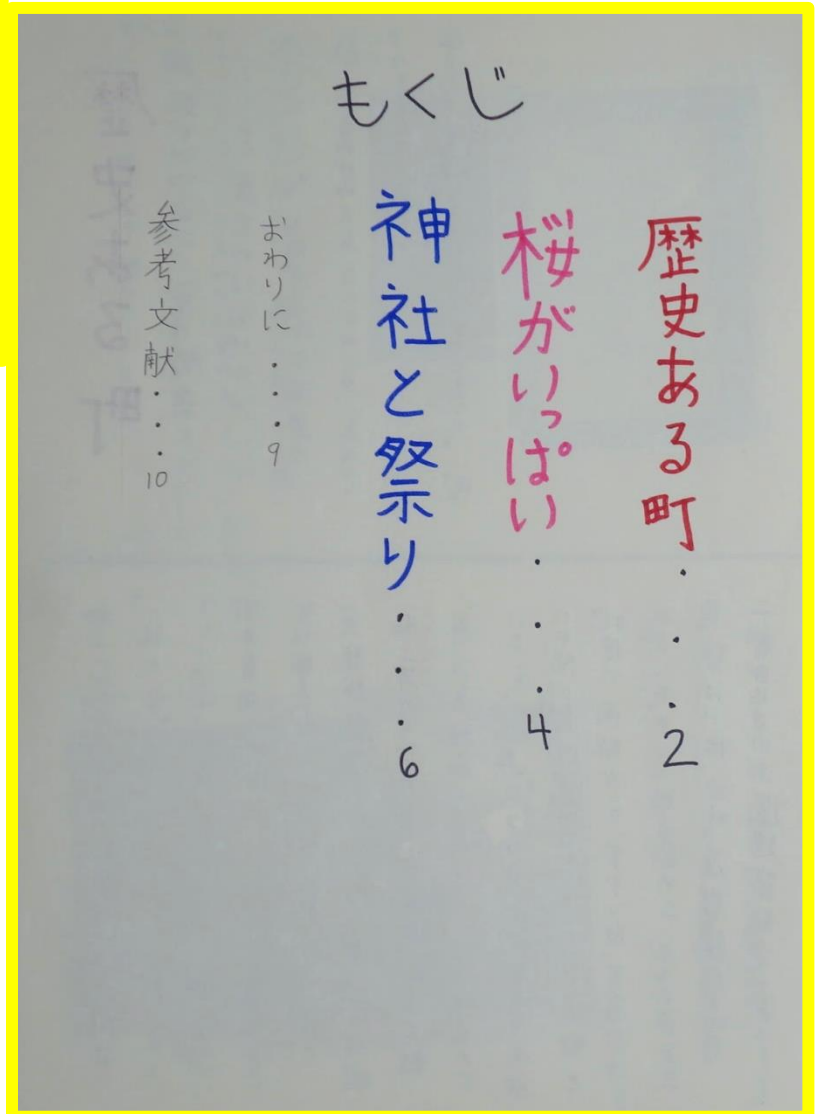 もくじ
歴史ある町・・・2
桜がいっぱい・・・4
神社と祭り・・・6
おわりに・・・9
参考文献・・・10